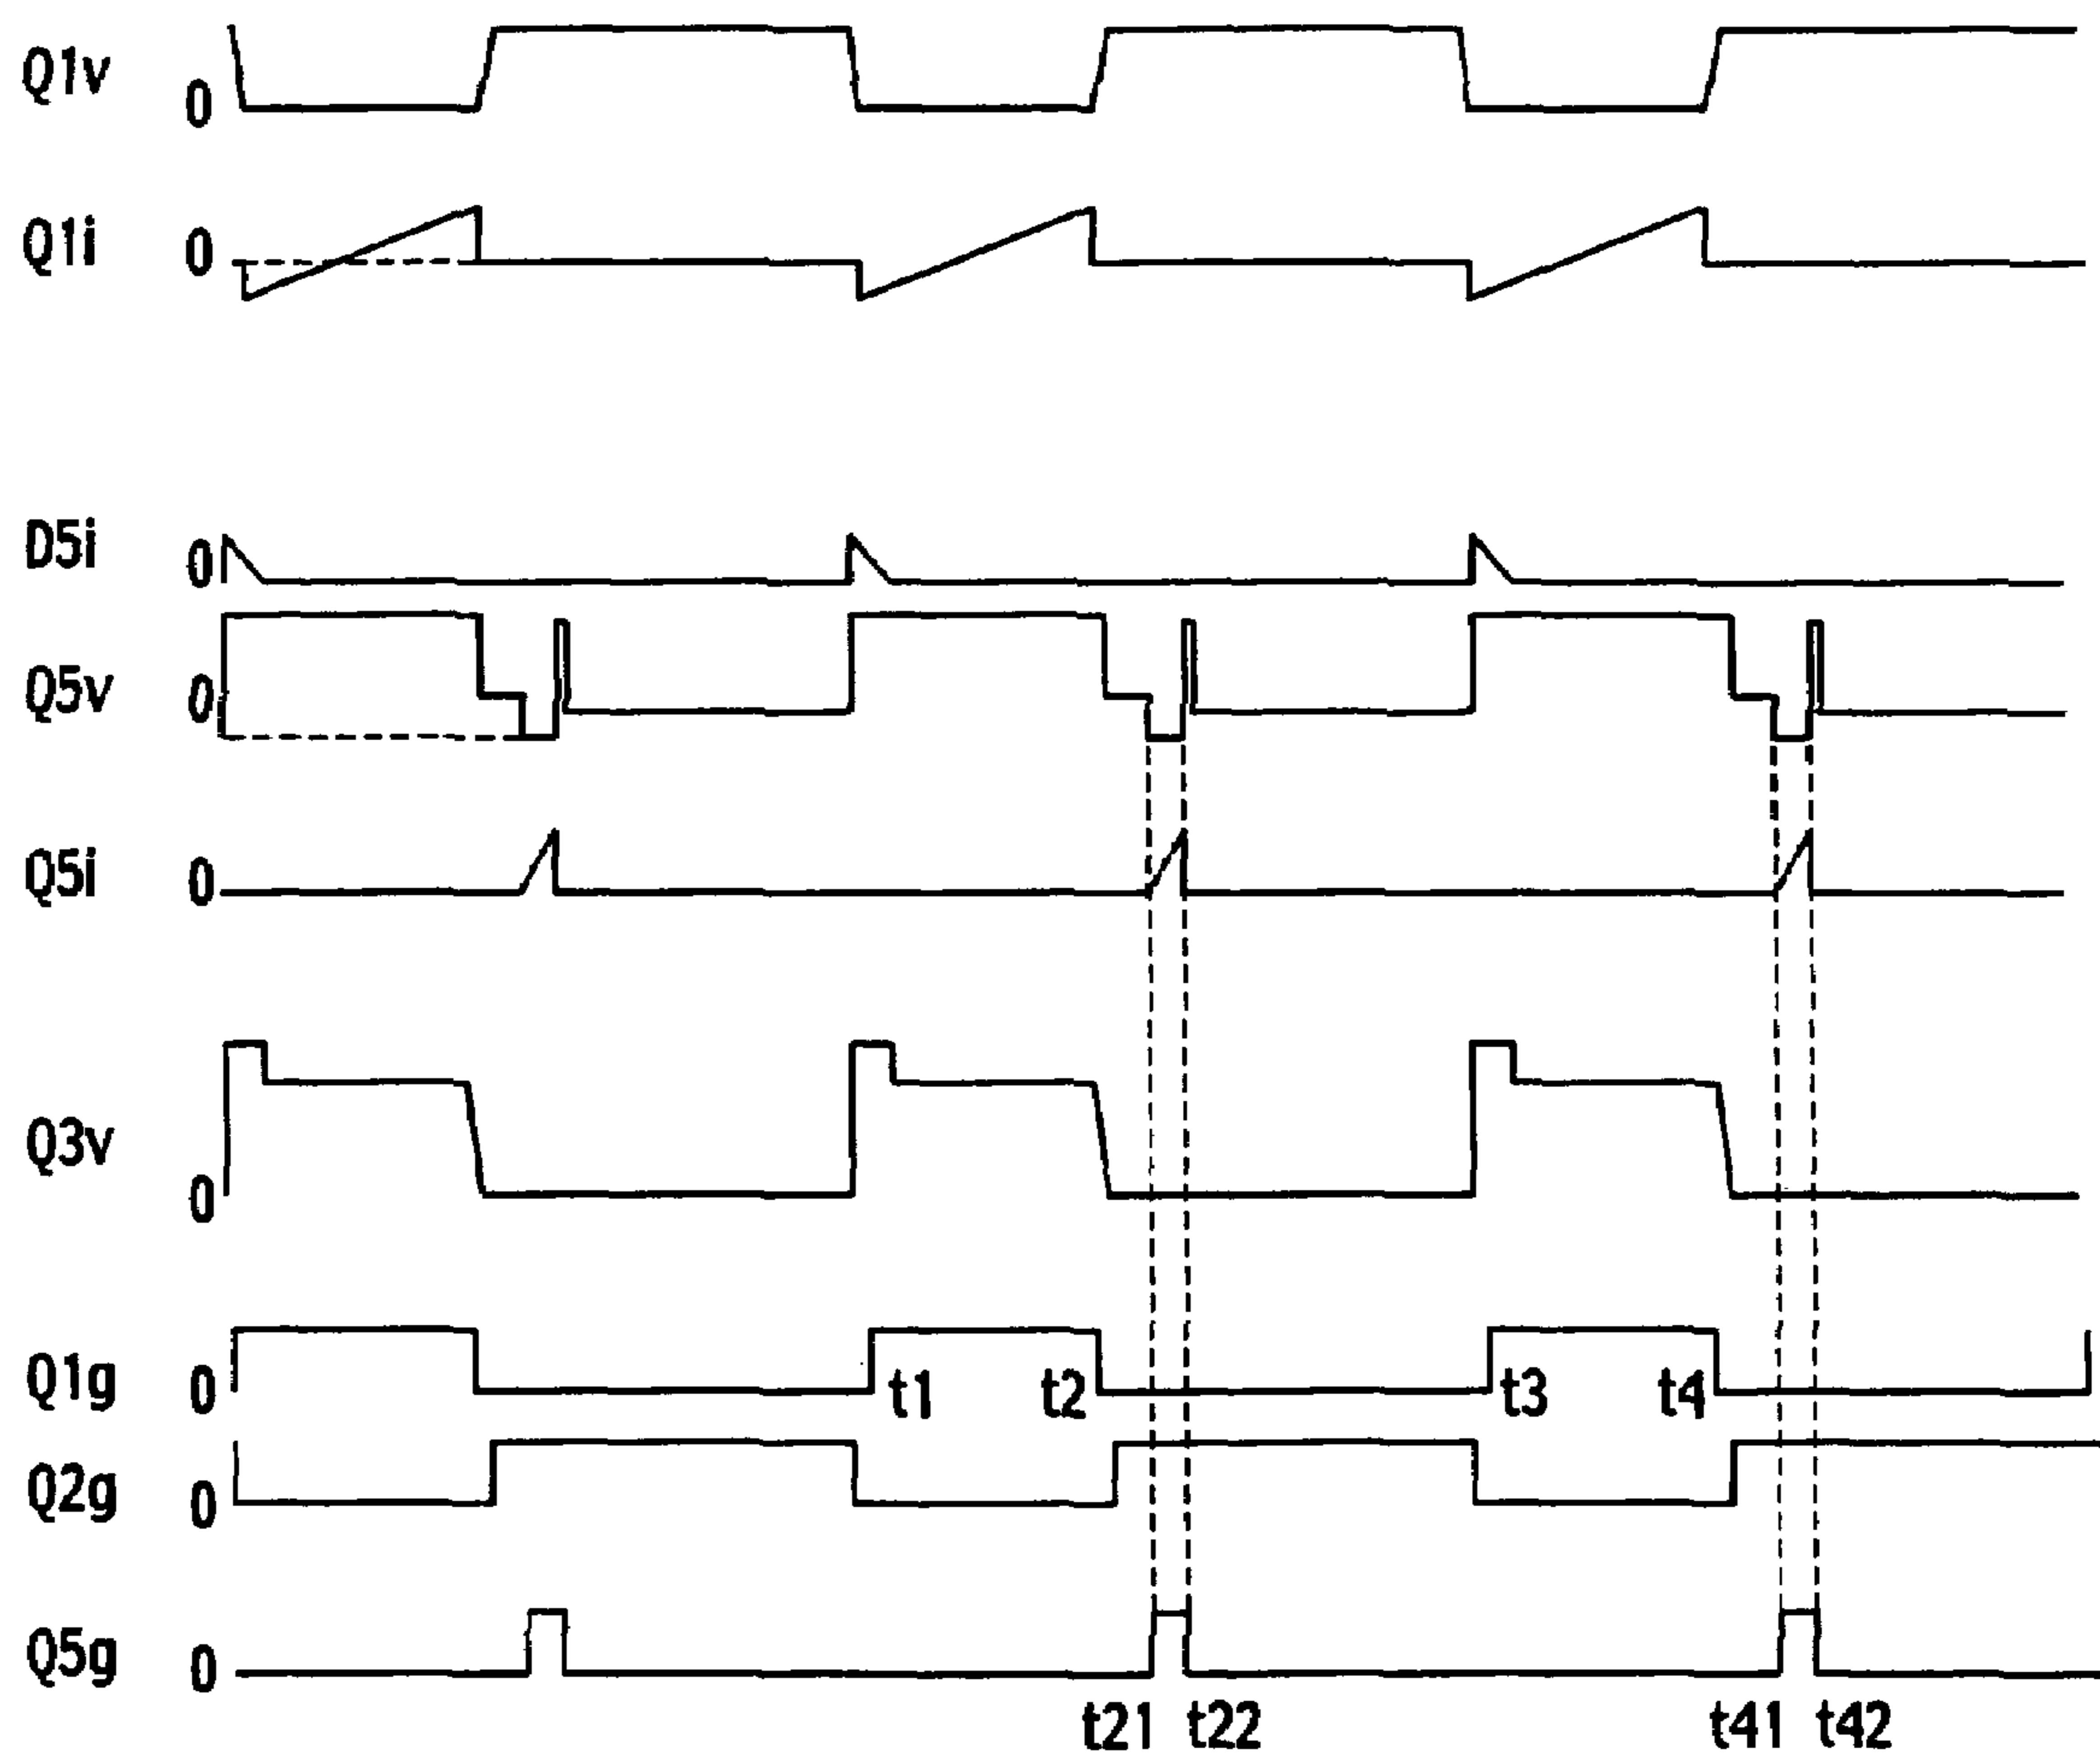 Q1v 0
Q1i 0
D5i 0
Q5v 0
Q5i 0
Q3v 0
Q1g 0 t1 t2 t3 t4
Q2g 0
Q5g 0
t21 t22 t41 t42